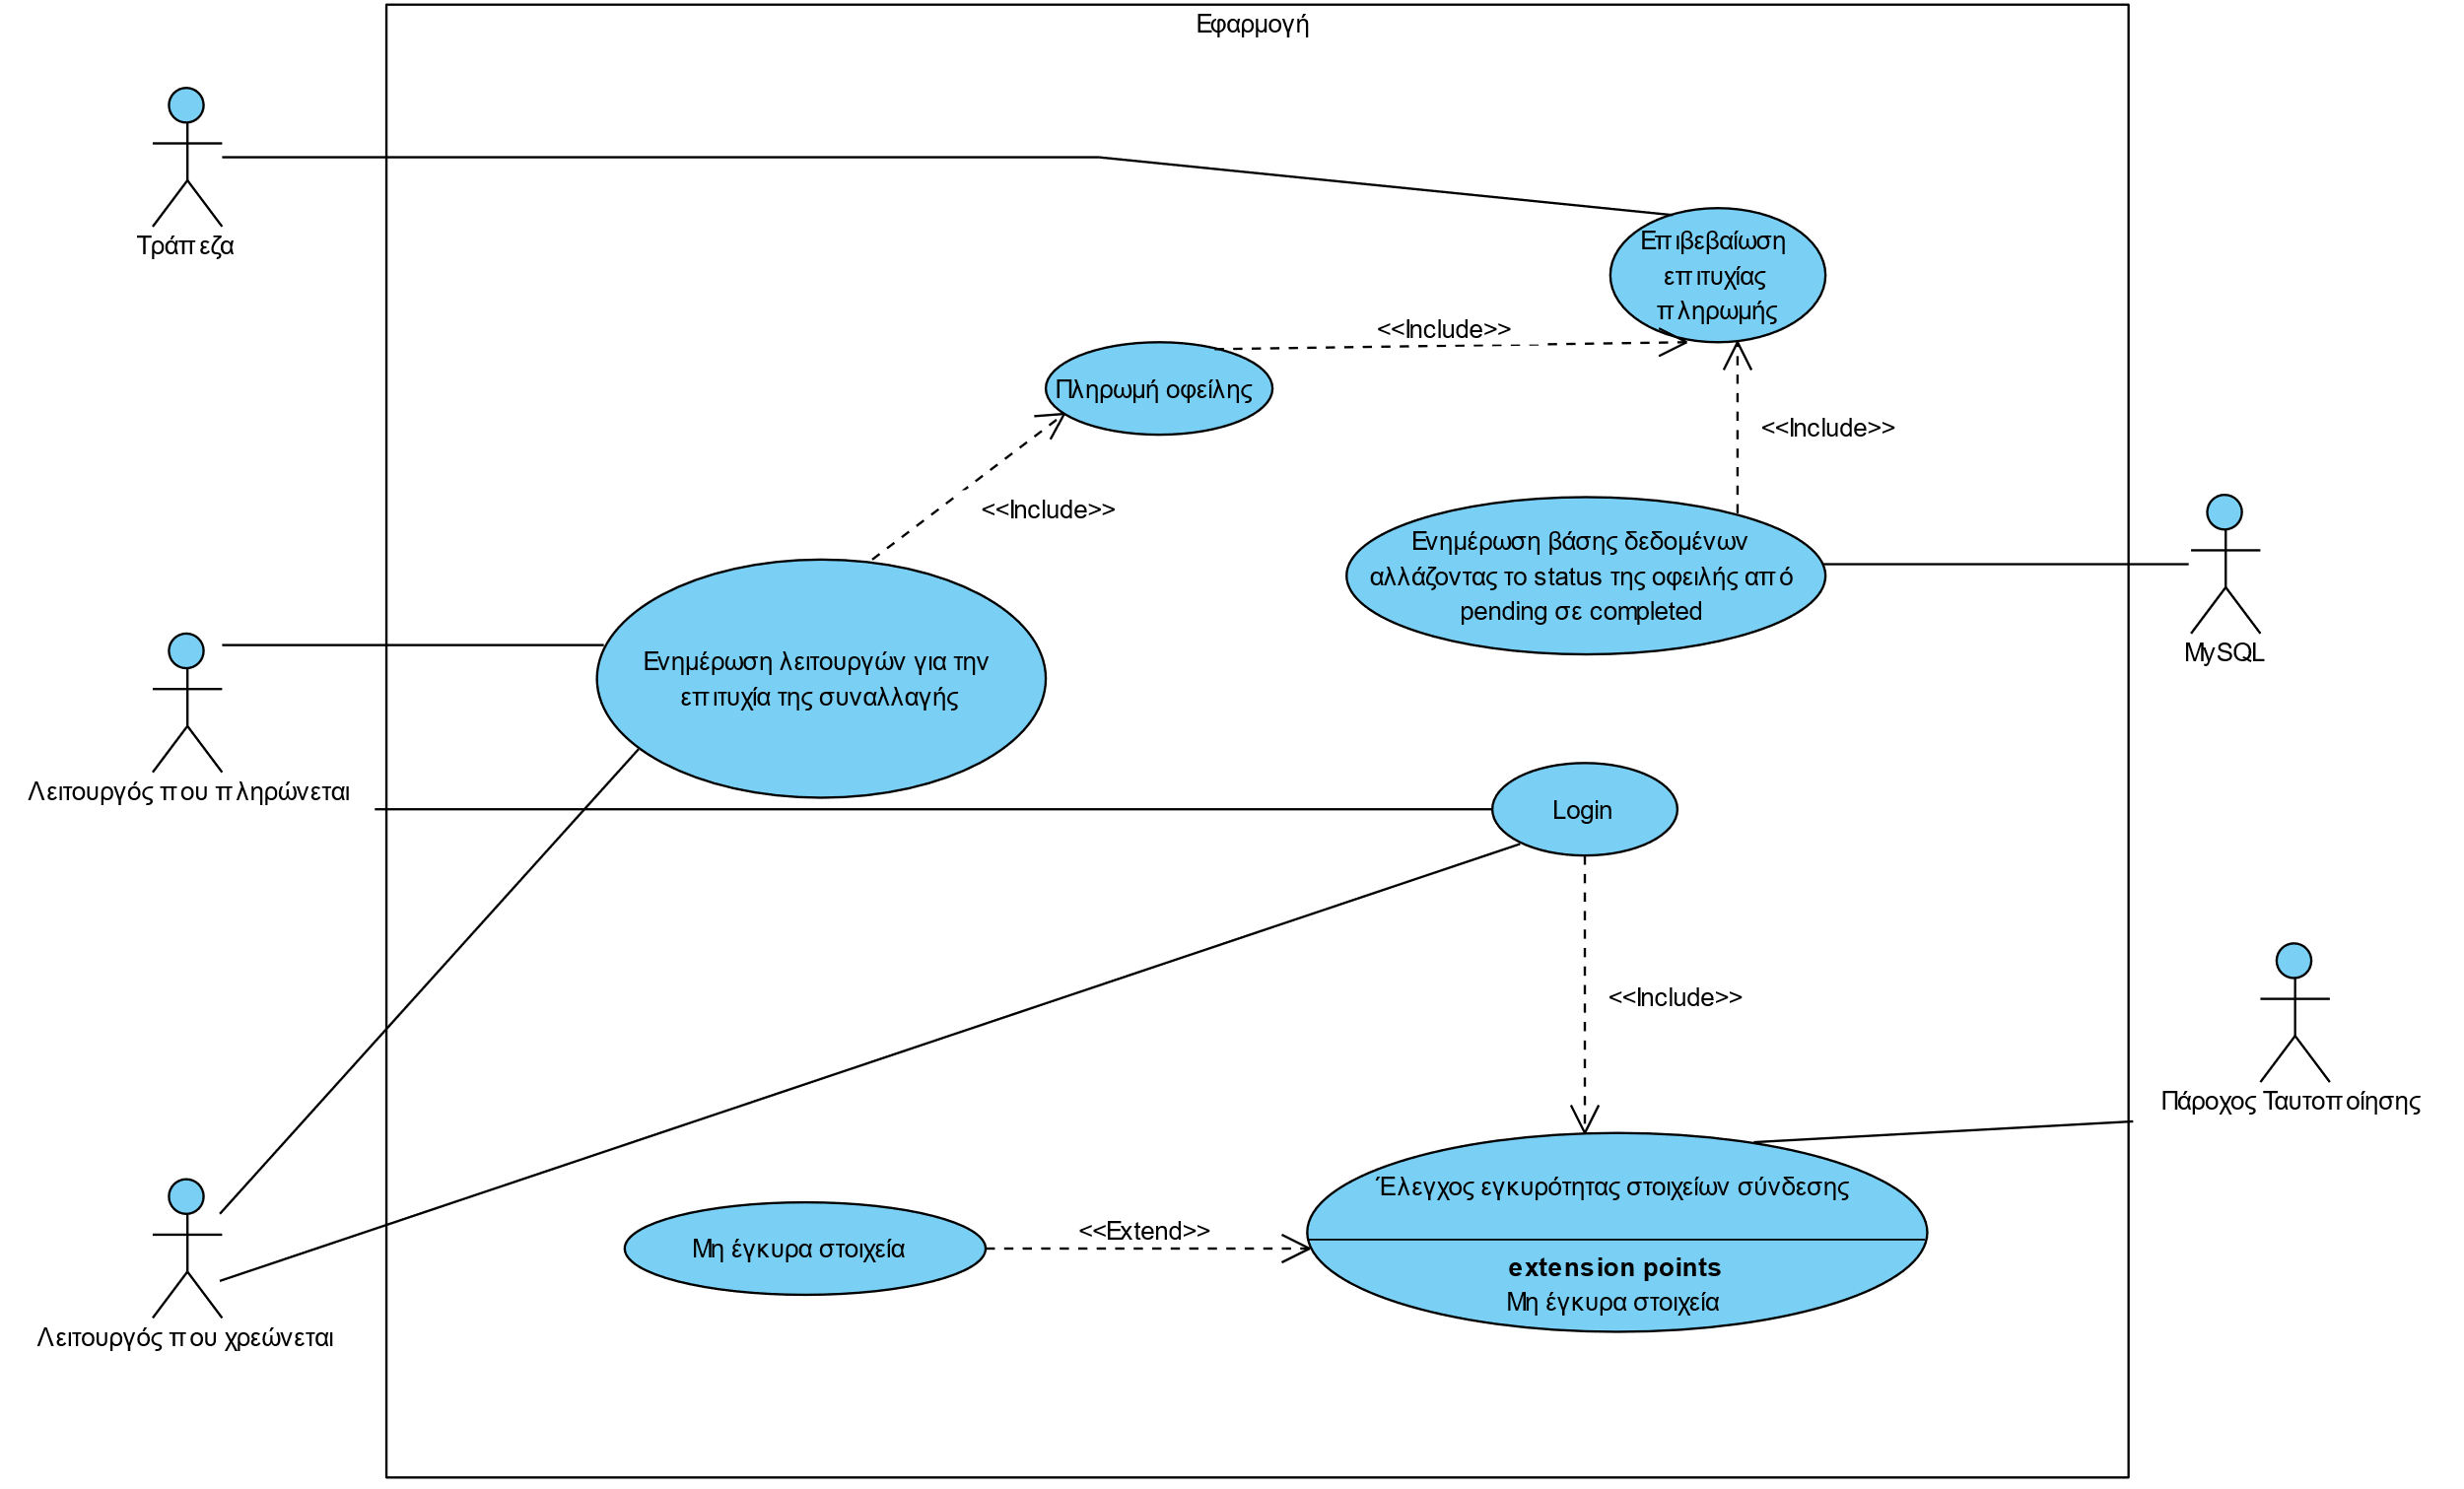 Εφαρμογή
Τράπεζα
Επιβεβαίωση
επιτυχίας
πληρωμής
<<Include>>
Πληρωμή οφείλης
<<Include>>
<<Include>>
Ενημέρωση βάσης δεδομένων
αλλάζοντας το status της οφειλής από
pending σε completed
MySQL
Ενημέρωση λειτουργών για την
επιτυχία της συναλλαγής
Λειτουργός που πληρώνεται
Login
<<Include>>
Πάροχος Ταυτοποίησης
Έλεγχος εγκυρότητας στοιχείων σύνδεσης
<<Extend>>
Μη έγκυρα στοιχεία
extension points
Μη έγκυρα στοιχεία
Λειτουργός που χρεώνεται